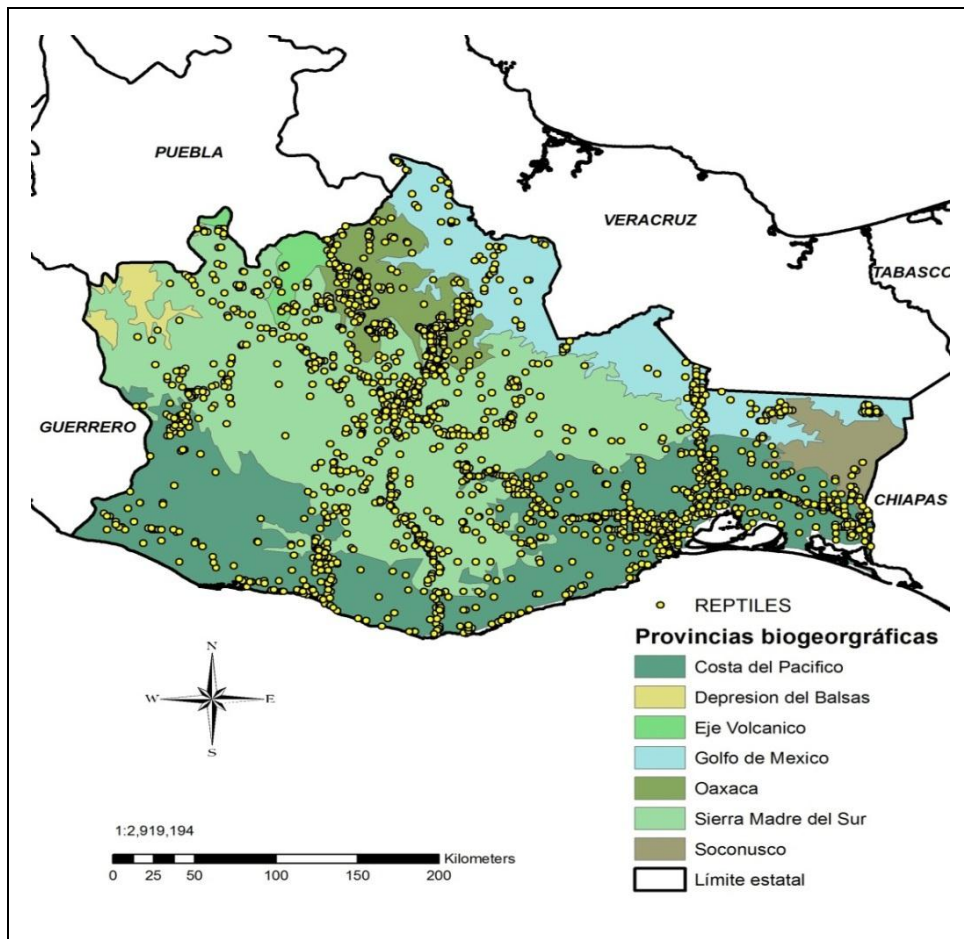 PUEBLA
VERACRUZ
TABASCO
GUERRERO
CHIAPAS
REPTILES
Provincias biogeorgráficas
Costa del Pacifico
Depresion del Balsas
Eje Volcanico
Golfo de Mexico
Oaxaca
Sierra Madre del Sur
Soconusco
Límite estatal
N
W E
S
1:2,919,194
Kilometers
0 25 50 100 150 200